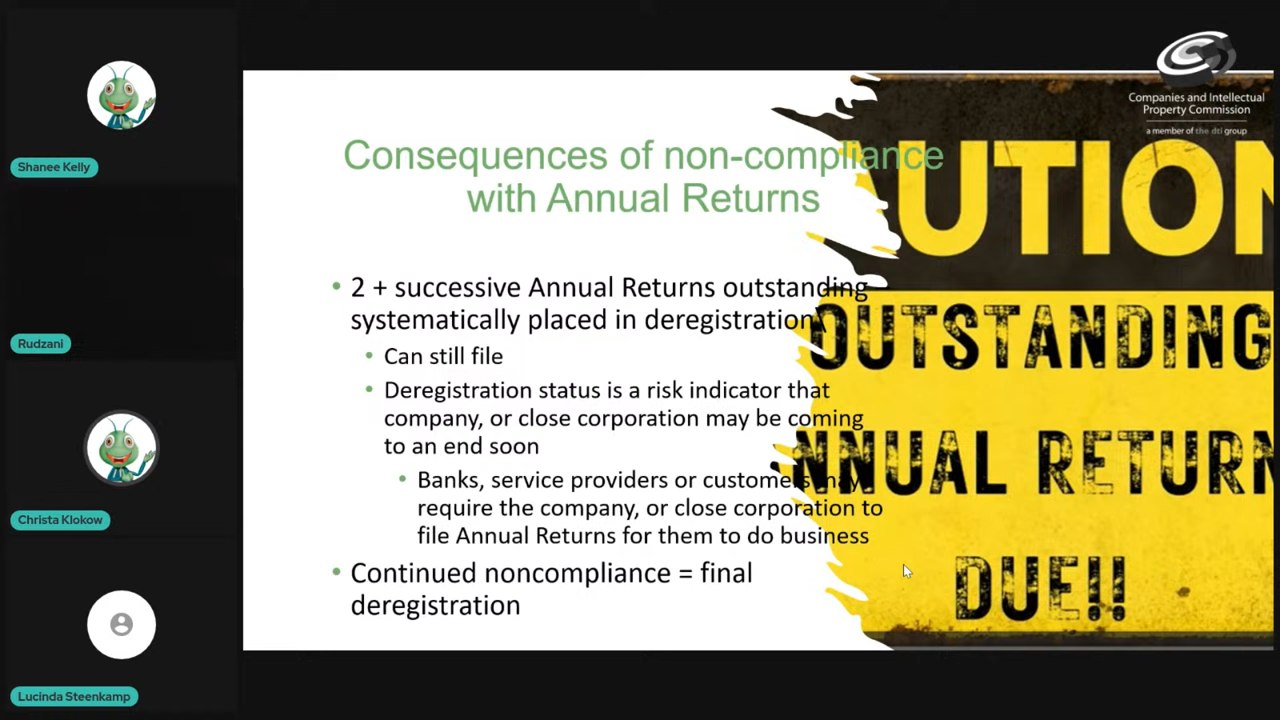 Shanee Kelly
Rudzani
Christa Klokow
Lucinda Steenkamp
Companies and Intellectual
Property Commission
a member of the dti group
Consequences of non-compliance
with Annual Returns
• 2 + successive Annual Returns outstanding
systematically placed in deregistration\
• Can still file
• Deregistration status is a risk indicator that
company, or close corporation may be coming
to an end soon
• Banks, service providers or customers may
require the company, or close corporation to
file Annual Returns for them to do business
• Continued noncompliance = final
deregistration
AUTION
OUTSTANDING
NNUAL RETURN
DUE!!